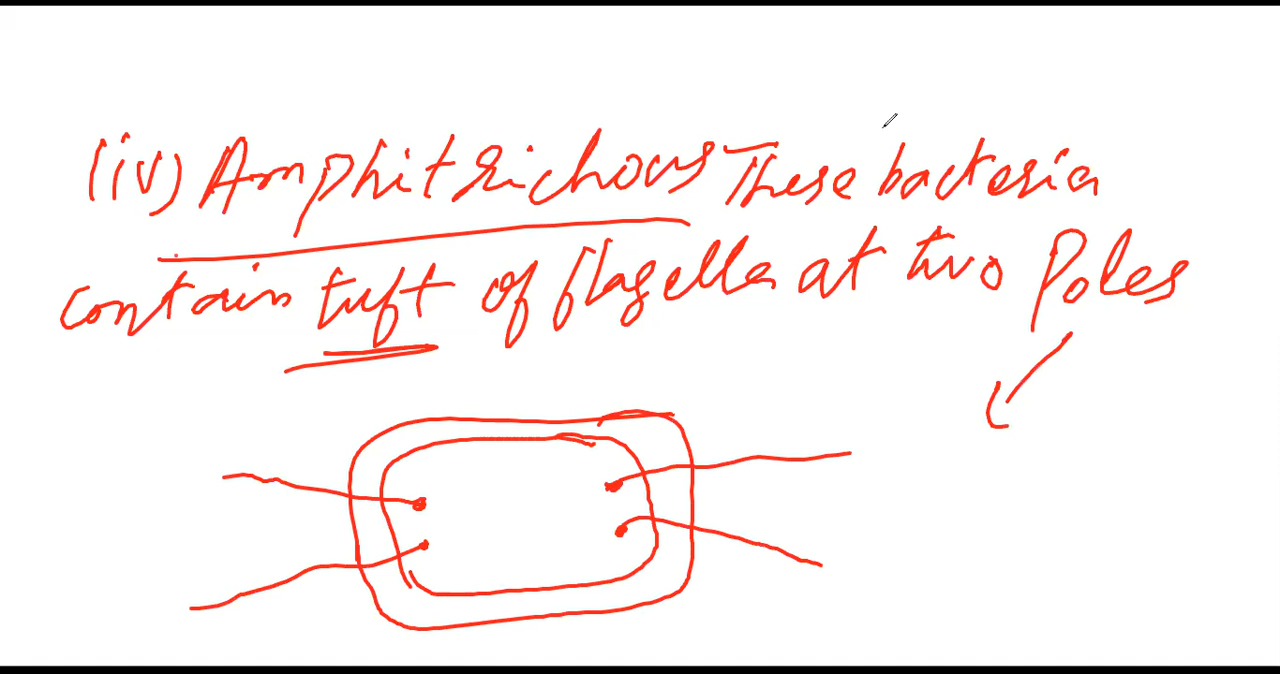 (iv) Amphitrichous These bacteria
contain tuft of flagella at two Poles